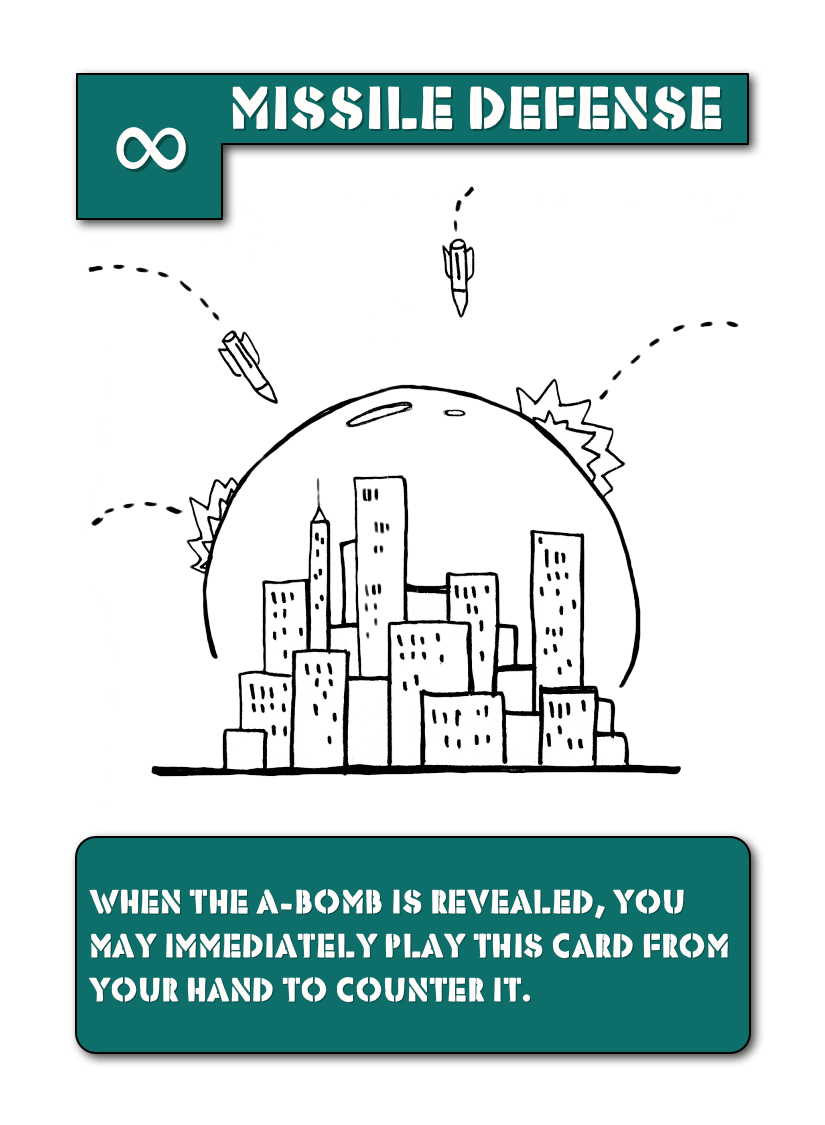 MISSILE DEFENSE
∞
WHEN THE A-BOMB IS REVEALED, YOU
MAY IMMEDIATELY PLAY THIS CARD FROM
YOUR HAND TO COUNTER IT.